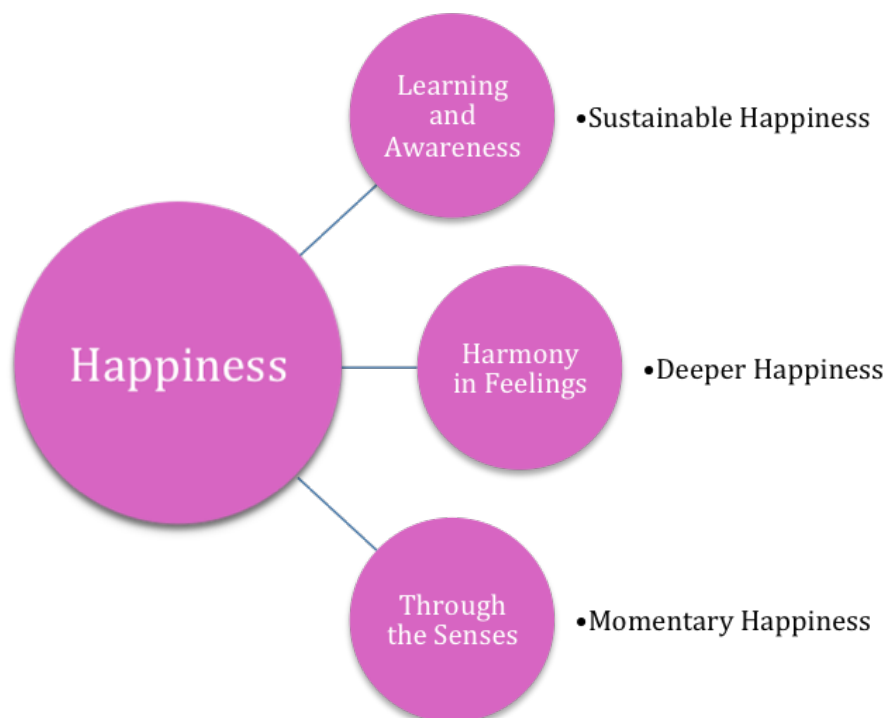 Learning
and
Awareness
•Sustainable Happiness
Happiness
Harmony
in Feelings
•Deeper Happiness
Through
the Senses
•Momentary Happiness